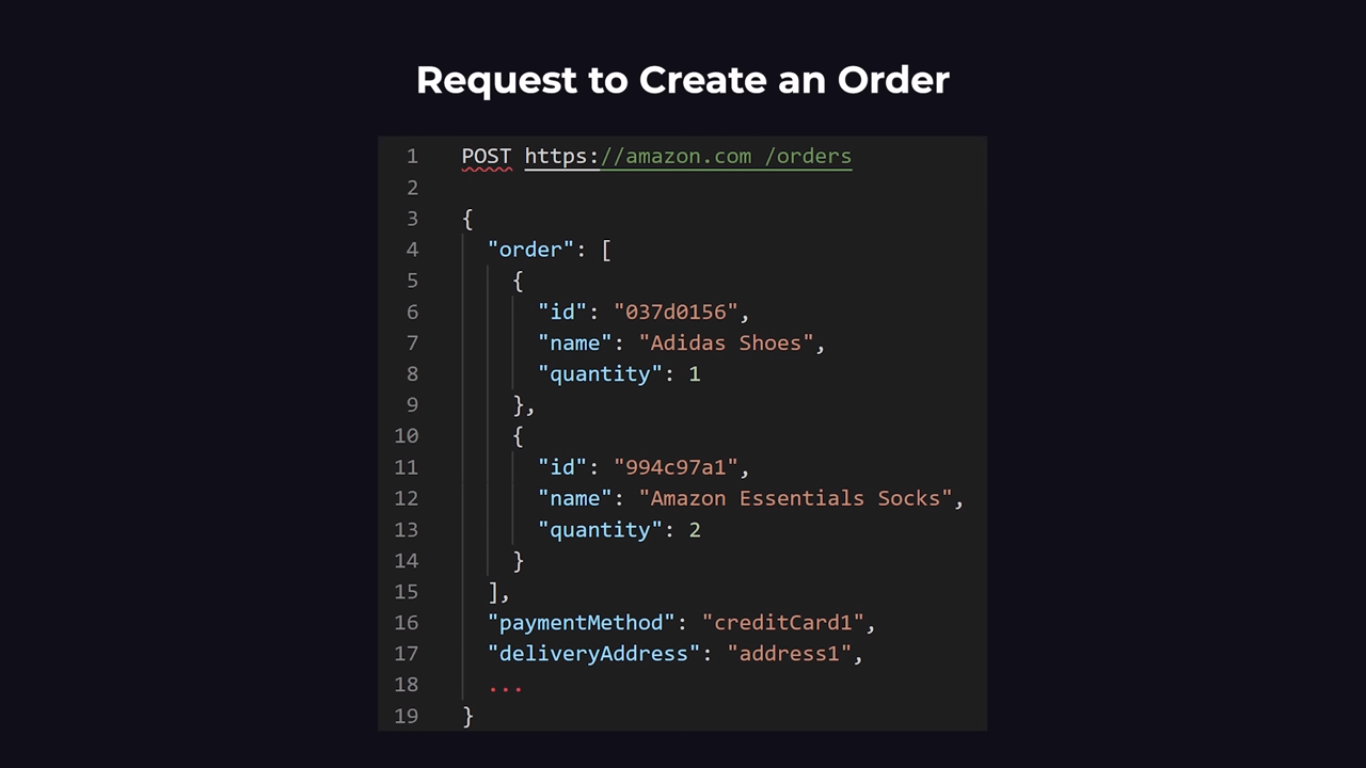 Request to Create an Order
1 POST https://amazon.com /orders
2
3 {
4 "order": [
5 {
6 "id": "037d0156",
7 "name": "Adidas Shoes",
8 "quantity": 1
9 },
10 {
11 "id": "994c97a1",
12 "name": "Amazon Essentials Socks",
13 "quantity": 2
14 }
15 ],
16 "paymentMethod": "creditCard1",
17 "deliveryAddress": "address1",
18 ...
19 }